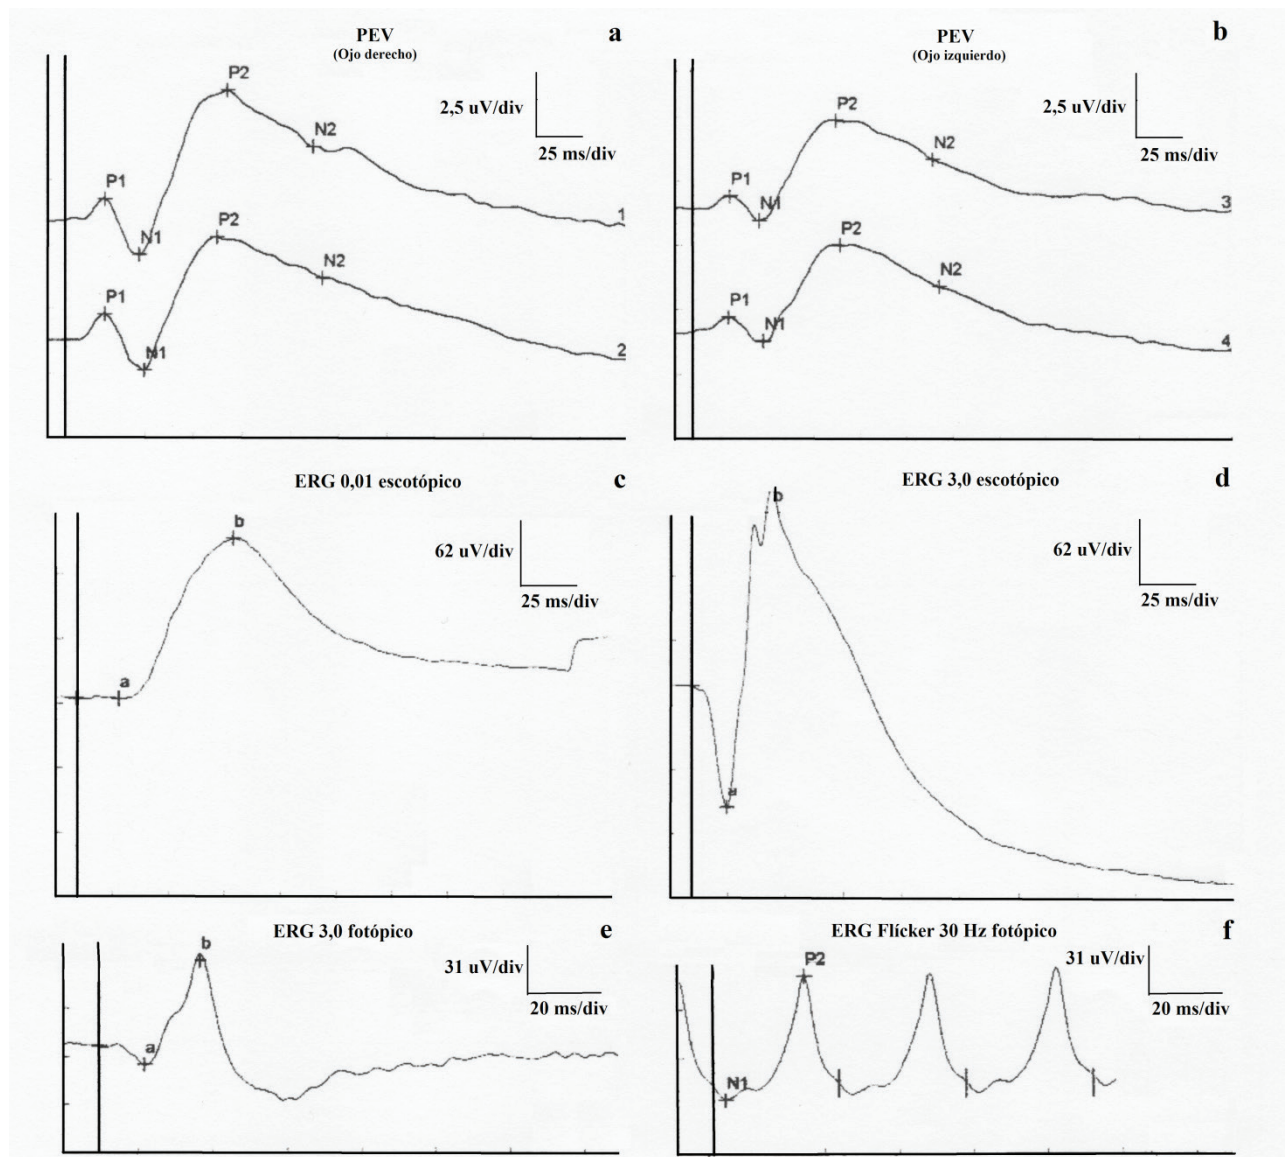 PEV
(Ojo derecho)
a
P2
2,5 uV/div
25 ms/div
N2
P1
N1
1
P2
N2
P1
N1
2
PEV
(Ojo izquierdo)
b
2,5 uV/div
25 ms/div
P2
N2
P1
N1
3
P2
N2
P1
N1
4
ERG 0,01 escotópico
c
b
62 uV/div
25 ms/div
a
ERG 3,0 escotópico
d
b
62 uV/div
25 ms/div
a
ERG 3,0 fotópico
e
b
31 uV/div
20 ms/div
a
ERG Flícker 30 Hz fotópico
f
P2
31 uV/div
20 ms/div
N1